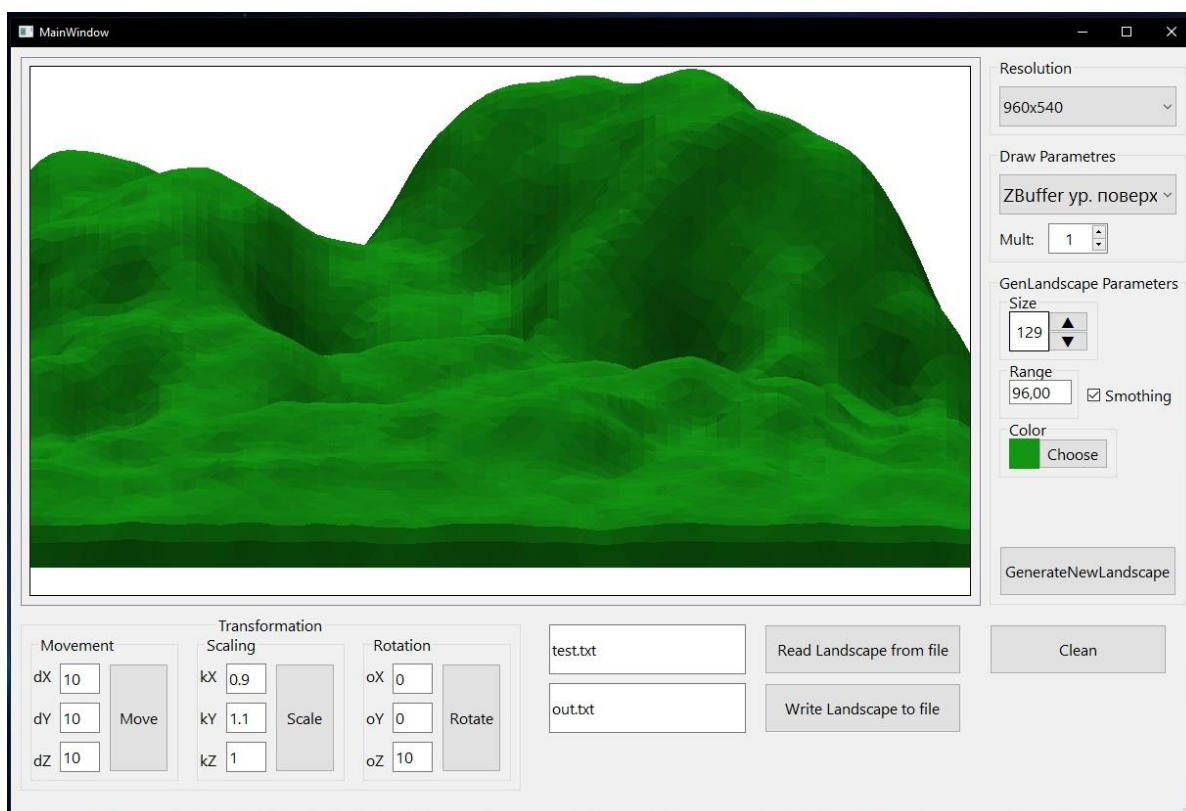 MainWindow
Resolution
960x540
Draw Parametres
ZBuffer ур. поверх
Mult: 1
GenLandscape Parameters
Size
129
Range
96,00
Smothing
Color
Choose
GenerateNewLandscape
Transformation
Movement
dX 10
dY 10
dZ 10
Move
Scaling
kX 0.9
kY 1.1
kZ 1
Scale
Rotation
oX 0
oY 0
oZ 10
Rotate
test.txt
Read Landscape from file
out.txt
Write Landscape to file
Clean